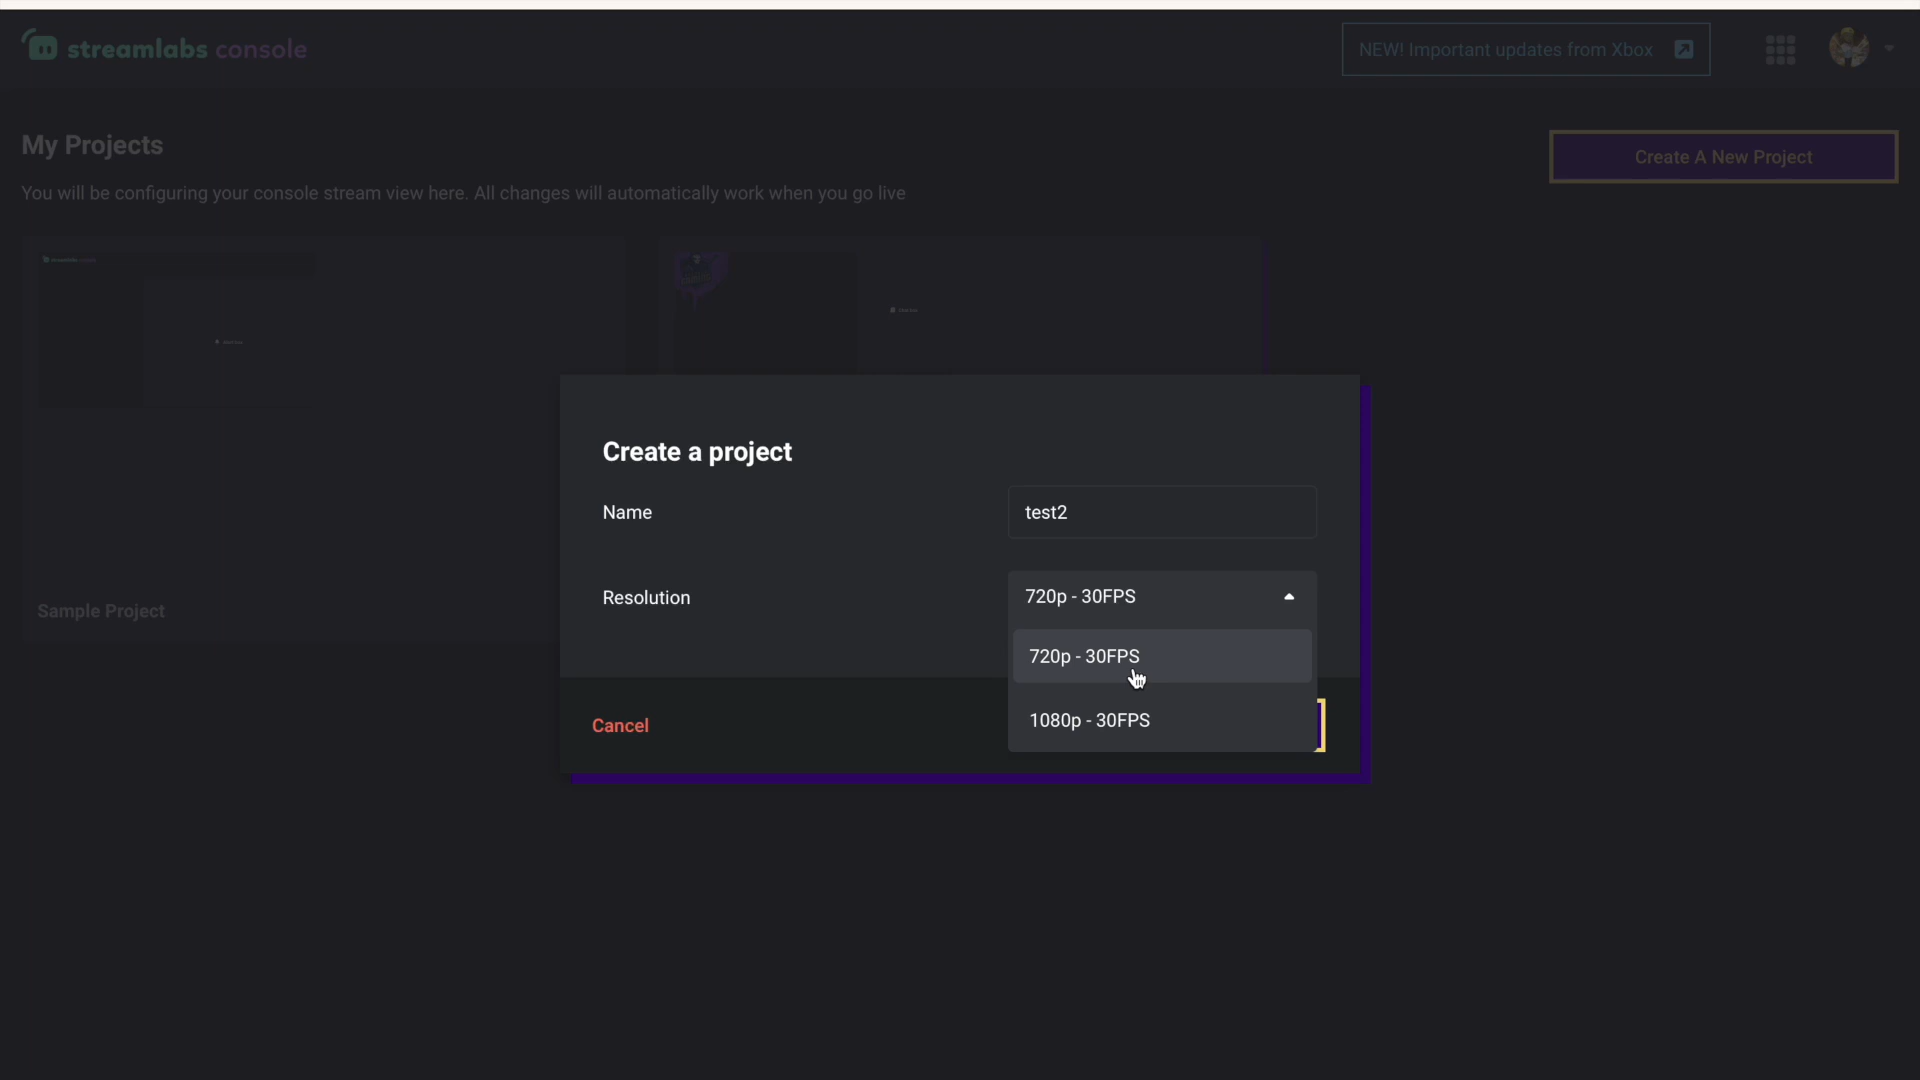 streamlabs console
NEW! Important updates from Xbox
My Projects
Create A New Project
You will be configuring your console stream view here. All changes will automatically work when you go live
streamlabs console
Create a project
Name
test2
Resolution
720p - 30FPS
Sample Project
720p - 30FPS
1080p - 30FPS
Cancel